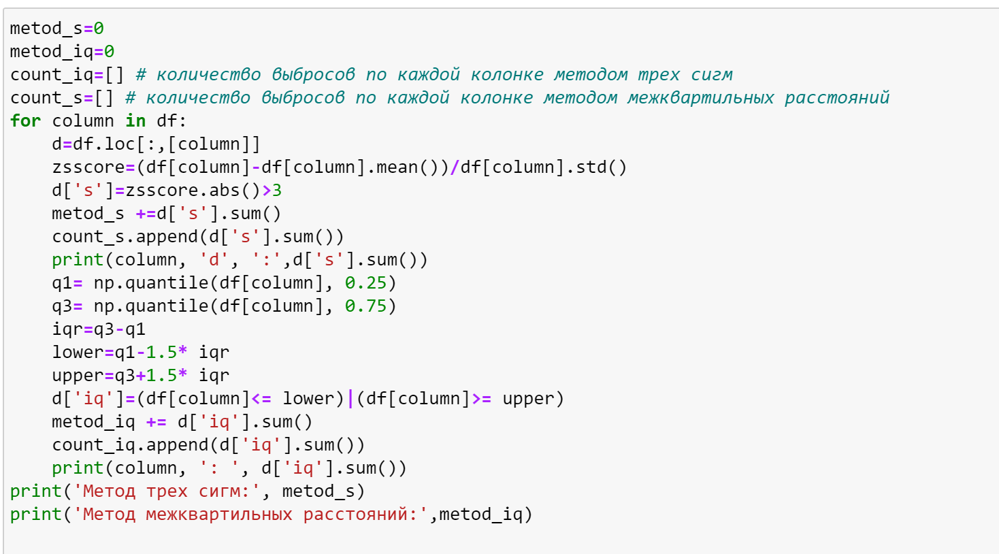 metod_s=0
metod_iq=0
count_iq=[] # количество выбросов по каждой колонке методом трех сигм
count_s=[] # количество выбросов по каждой колонке методом межквартильных расстояний
for column in df:
    d=df.loc[:,[column]]
    zsscore=(df[column]-df[column].mean())/df[column].std()
    d['s']=zsscore.abs()>3
    metod_s +=d['s'].sum()
    count_s.append(d['s'].sum())
    print(column, 'd', ':',d['s'].sum())
    q1= np.quantile(df[column], 0.25)
    q3= np.quantile(df[column], 0.75)
    iqr=q3-q1
    lower=q1-1.5* iqr
    upper=q3+1.5* iqr
    d['iq']=(df[column]<= lower)|(df[column]>= upper)
    metod_iq += d['iq'].sum()
    count_iq.append(d['iq'].sum())
    print(column, ': ', d['iq'].sum())
print('Метод трех сигм:', metod_s)
print('Метод межквартильных расстояний:',metod_iq)